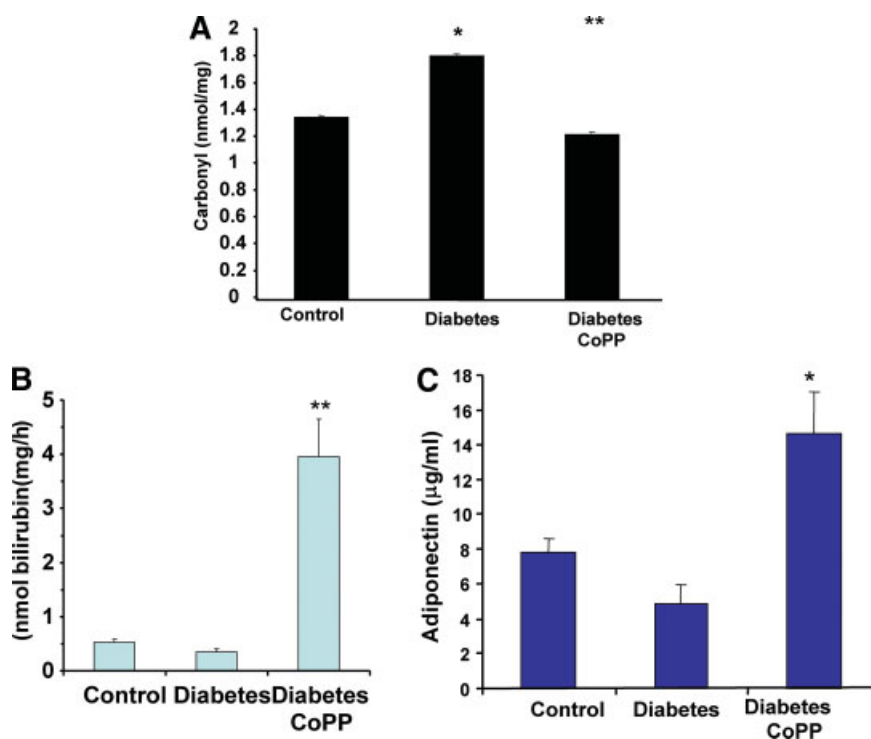 A
Carbonyl (nmol/mg)
2
1.8
1.6
1.4
1.2
1
0.8
0.6
0.4
0.2
0
*
**
Control
Diabetes
Diabetes
CoPP
B
(nmol bilirubin(mg/h)
5
4
3
2
1
0
**
Control Diabetes Diabetes
CoPP
C
Adiponectin (μg/ml)
18
16
14
12
10
8
6
4
2
0
*
Control
Diabetes
Diabetes
CoPP